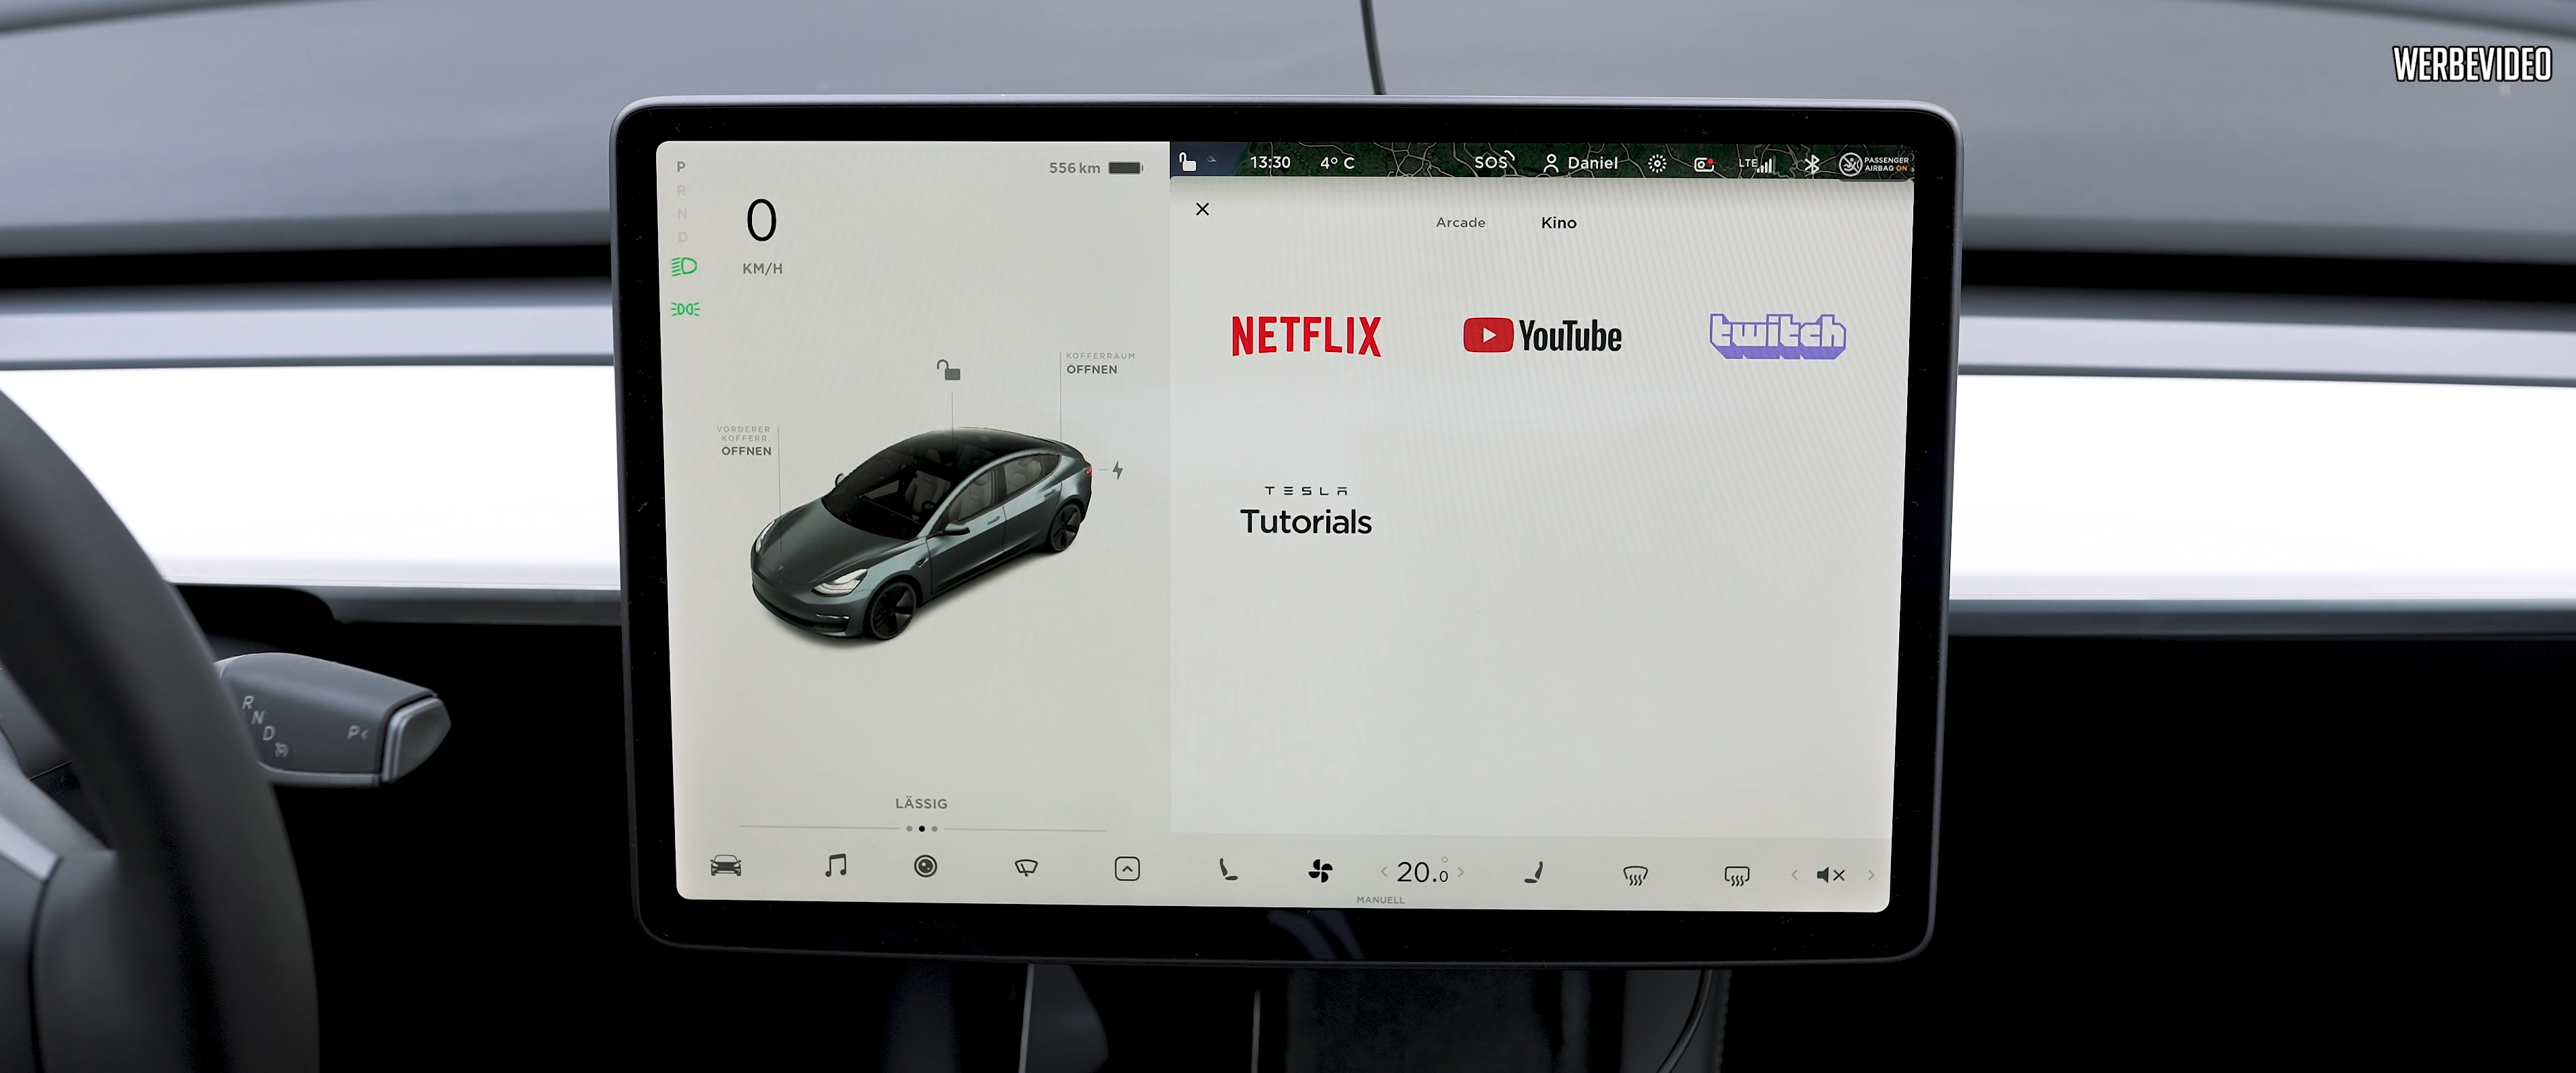 WERBEVIDEO
P
R
N
D
556 km
0
KM/H
13:30
4° C
SOS
Daniel
LTE
PASSENGER
AIRBAG ON
Arcade
Kino
NETFLIX
YouTube
twitch
KOFFERRAUM
ÖFFNEN
VORDERER
KOFFERR.
ÖFFNEN
TESLA
Tutorials
LÄSSIG
20.0
MANUELL
R
N
D
P